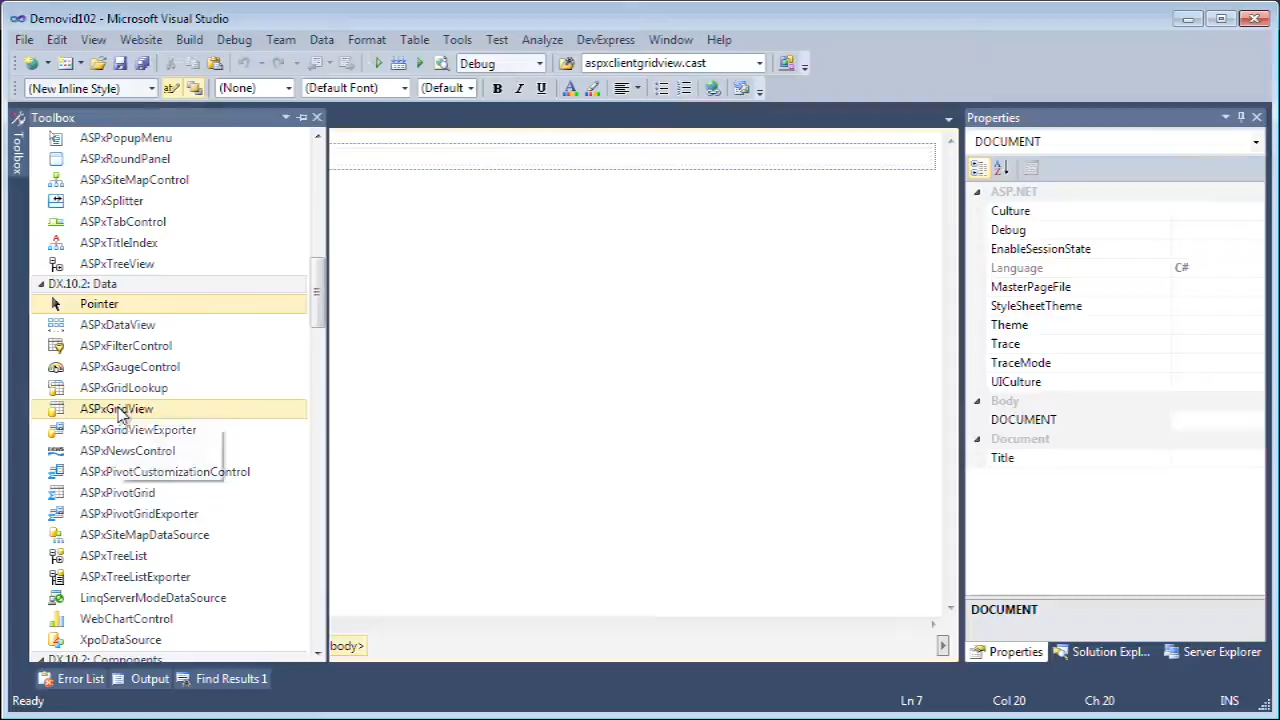 Demovid102 - Microsoft Visual Studio
File Edit View Website Build Debug Team Data Format Table Tools Test Analyze DevExpress Window Help
Debug aspxclientgridview.cast
(New Inline Style) (None) (Default Font) (Default B I U
Toolbox
Toolbox
ASPxPopupMenu
ASPxRoundPanel
ASPxSiteMapControl
ASPxSplitter
ASPxTabControl
ASPxTitleIndex
ASPxTreeView
DX.10.2: Data
Pointer
ASPxDataView
ASPxFilterControl
ASPxGaugeControl
ASPxGridLookup
ASPxGridView
ASPxGridViewExporter
ASPxNewsControl
ASPxPivotCustomizationControl
ASPxPivotGrid
ASPxPivotGridExporter
ASPxSiteMapDataSource
ASPxTreeList
ASPxTreeListExporter
LinqServerModeDataSource
WebChartControl
XpoDataSource
DX.10.2: Components
body>
Properties
DOCUMENT
ASP.NET
Culture
Debug
EnableSessionState
Language C#
MasterPageFile
StyleSheetTheme
Theme
Trace
TraceMode
UICulture
Body
DOCUMENT
Document
Title
DOCUMENT
Properties Solution Expl... Server Explorer
Error List Output Find Results 1
Ready Ln 7 Col 20 Ch 20 INS